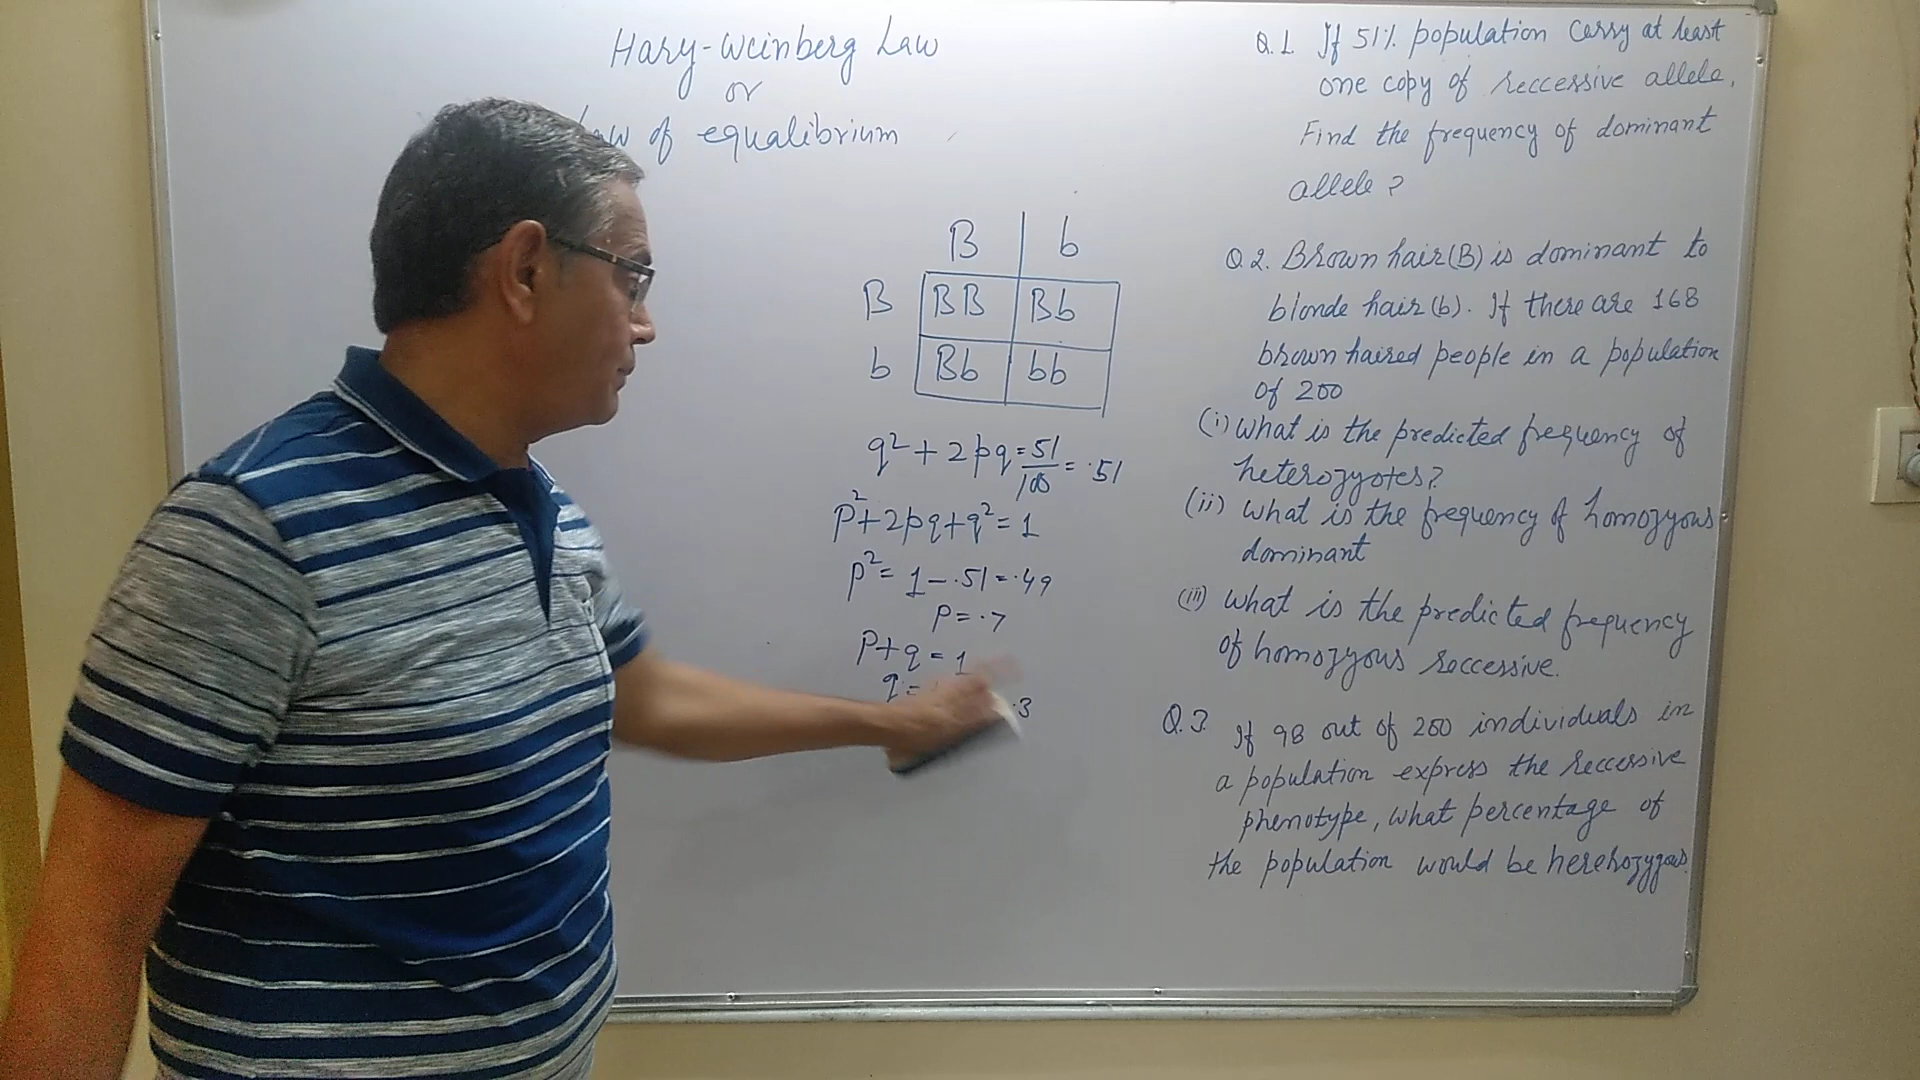 Hary-Weinberg Law
or
Law of equalibrium
B b
B BB Bb
b Bb bb
q²+2pq=51/100=.51
p²+2pq+q²=1
p²=1-.51=.49
p=.7
p+q=1
q= .3
Q.1 If 51% population carry at least
one copy of reccessive allele.
Find the frequency of dominant
allele?
Q.2. Brown hair(B) is dominant to
blonde hair(b). If there are 168
brown haired people in a population
Of 200
(i) What is the predicted frequency of
heterozyotes?
(ii) What is the frequency of homozyous
dominant
(iii) What is the predicted frequency
of homozyous reccessive.
Q.3. If 98 out of 200 individuals in
a population express the reccessive
phenotype, what percentage of
the population would be herehozygous.